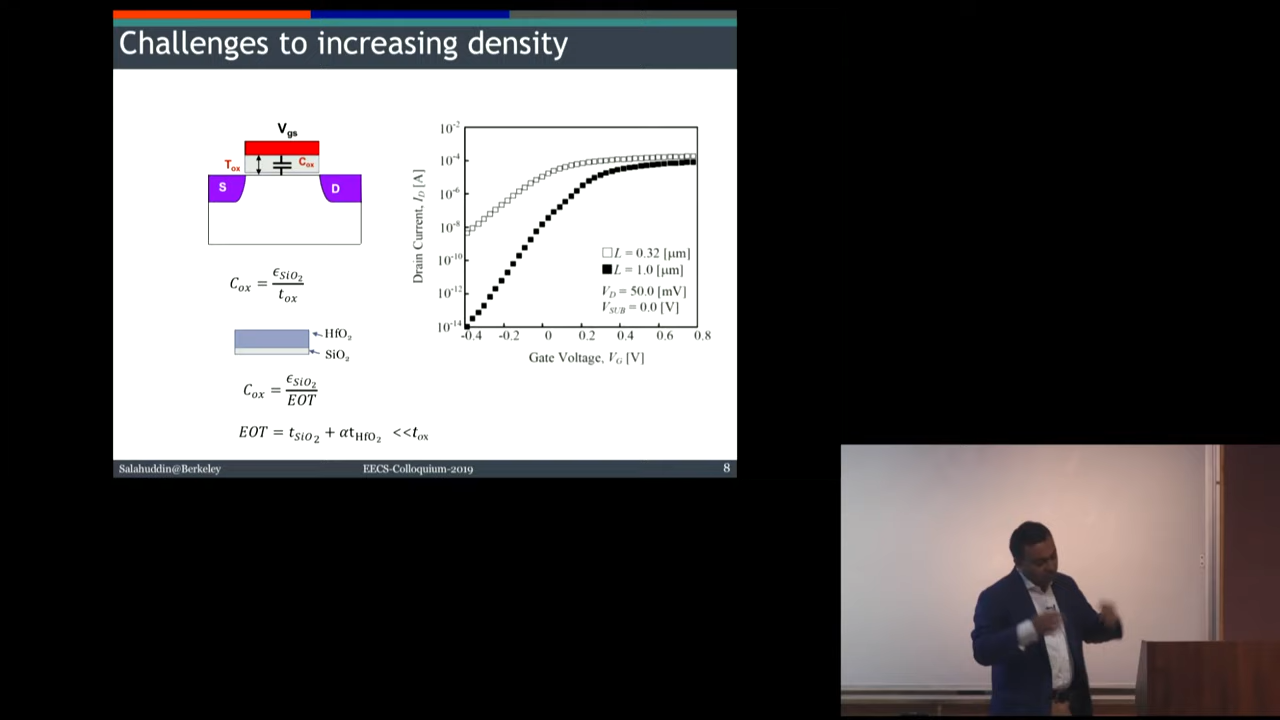 Challenges to increasing density
V_gs
T_ox
C_ox
S
D
C_ox = ϵ_SiO₂ / t_ox
HfO₂
SiO₂
C_ox = ϵ_SiO₂ / EOT
EOT = t_SiO₂ + αt_HfO₂ <<t_ox
Drain Current, I_D [A]
10⁻²
10⁻⁴
10⁻⁶
10⁻⁸
10⁻¹⁰
10⁻¹²
10⁻¹⁴
L = 0.32 [μm]
L = 1.0 [μm]
V_D = 50.0 [mV]
V_SUB = 0.0 [V]
-0.4 -0.2 0 0.2 0.4 0.6 0.8
Gate Voltage, V_G [V]
Salahuddin@Berkeley EECS-Colloquium-2019 8